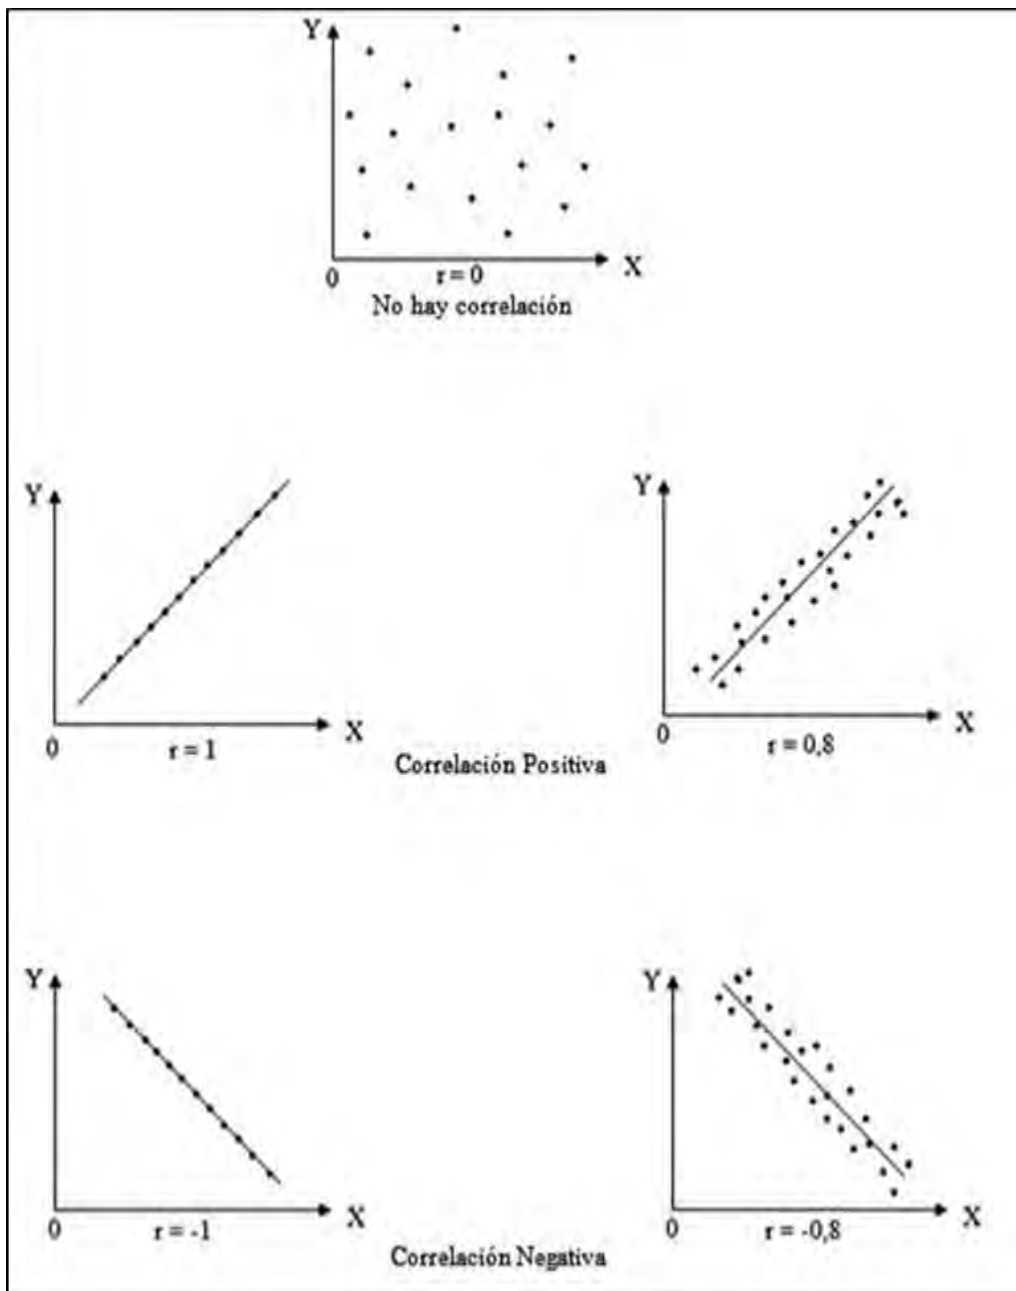 Y
0
X
r = 0
No hay correlación
Y
0
X
r = 1
Y
0
X
r = 0,8
Correlación Positiva
Y
0
X
r = -1
Y
0
X
r = -0,8
Correlación Negativa